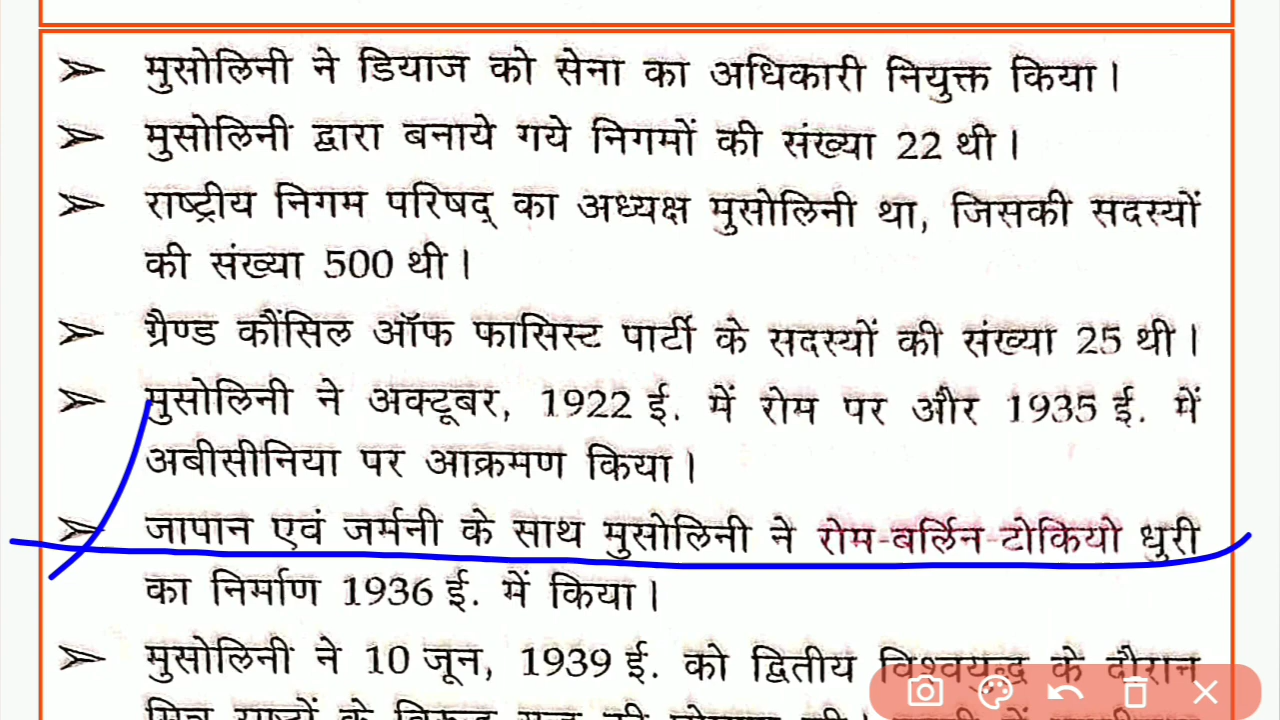 ➢ मुसोलिनी ने डियाज को सेना का अधिकारी नियुक्त किया।
➢ मुसोलिनी द्वारा बनाये गये निगमों की संख्या 22 थी।
➢ राष्ट्रीय निगम परिषद् का अध्यक्ष मुसोलिनी था, जिसकी सदस्यों
की संख्या 500 थी।
➢ ग्रैण्ड कौंसिल ऑफ फासिस्ट पार्टी के सदस्यों की संख्या 25 थी।
➢ मुसोलिनी ने अक्टूबर, 1922 ई. में रोम पर और 1935 ई. में
अबीसीनिया पर आक्रमण किया।
➢ जापान एवं जर्मनी के साथ मुसोलिनी ने रोम-बर्लिन-टोकियो धुरी
का निर्माण 1936 ई. में किया।
➢ मुसोलिनी ने 10 जून, 1939 ई. को द्वितीय विश्वयुद्ध के दौरान